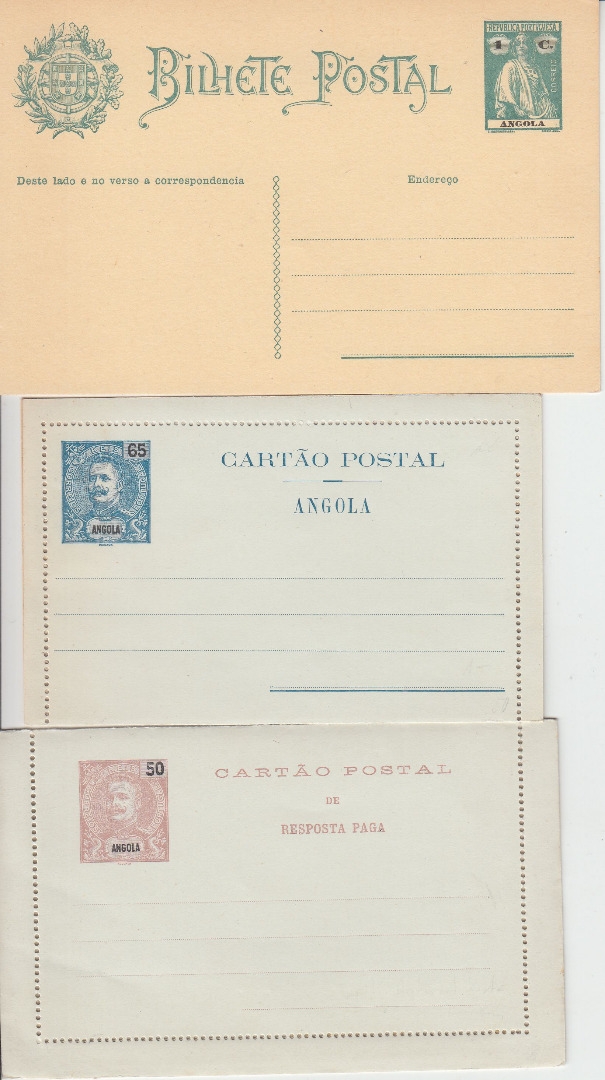 BILHETE POSTAL
REPUBLICA PORTUGUESA
1 C.
CORREIO
ANGOLA
Deste lado e no verso a correspondencia
Endereço
65
ANGOLA
CARTÃO POSTAL
ANGOLA
50
ANGOLA
CARTÃO POSTAL
DE
RESPOSTA PAGA